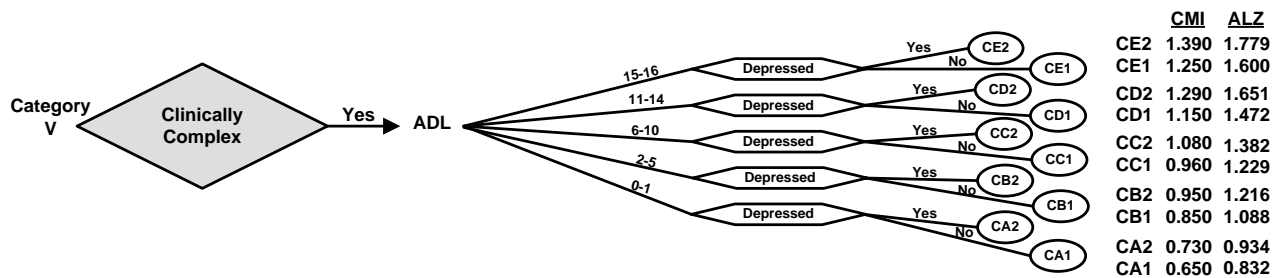 CMI ALZ
Category V
Clinically Complex
Yes
ADL
15-16
Depressed
Yes
CE2
No
CE1
11-14
Depressed
Yes
CD2
No
CD1
6-10
Depressed
Yes
CC2
No
CC1
2-5
Depressed
Yes
CB2
No
CB1
0-1
Depressed
Yes
CA2
No
CA1
CE2 1.390 1.779
CE1 1.250 1.600
CD2 1.290 1.651
CD1 1.150 1.472
CC2 1.080 1.382
CC1 0.960 1.229
CB2 0.950 1.216
CB1 0.850 1.088
CA2 0.730 0.934
CA1 0.650 0.832